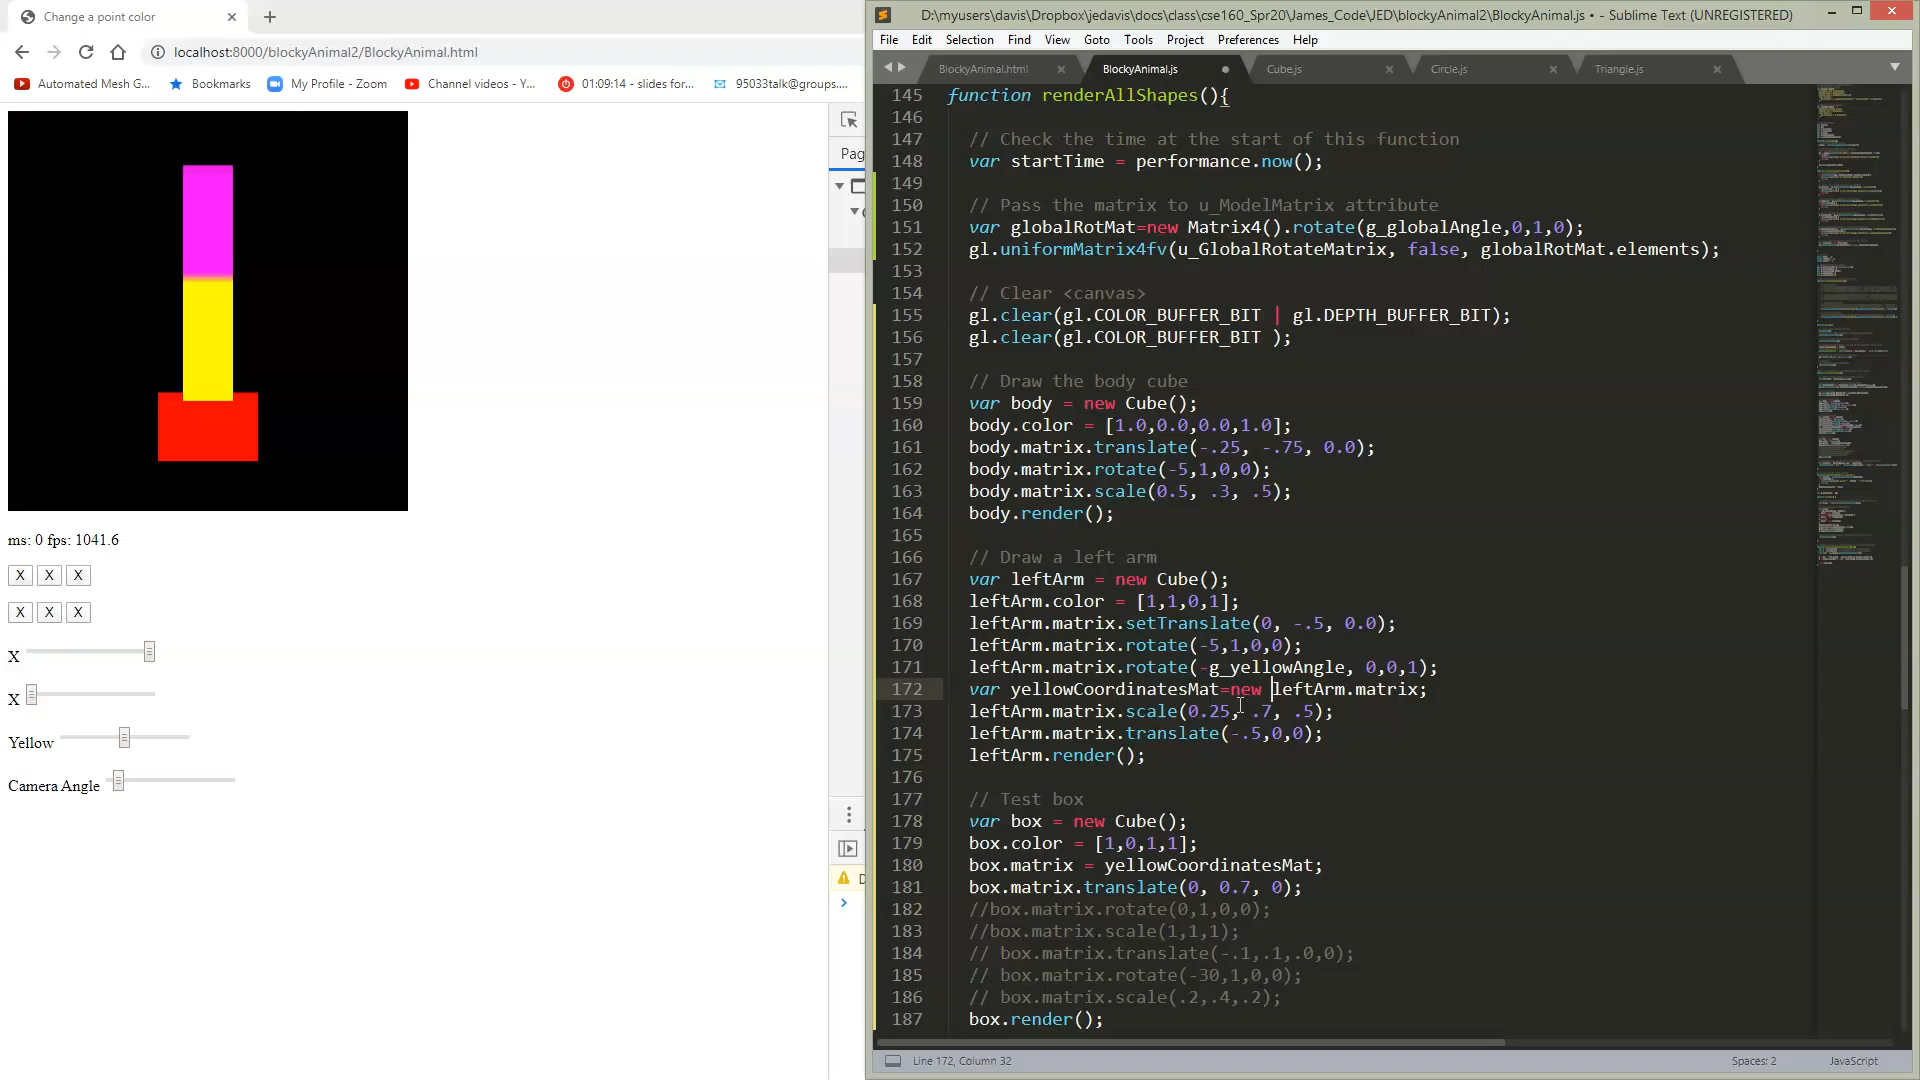 Change a point color
localhost:8000/blockyAnimal2/BlockyAnimal.html
Automated Mesh G... Bookmarks My Profile - Zoom Channel videos - Y... 01:09:14 - slides for... 95033talk@groups....
Pag
ms: 0 fps: 1041.6
X X X
X X X
X
X
Yellow
Camera Angle
D:\myusers\davis\Dropbox\jedavis\docs\class\cse160_Spr20\James_Code\JED\blockyAnimal2\BlockyAnimal.js • - Sublime Text (UNREGISTERED)
File Edit Selection Find View Goto Tools Project Preferences Help
BlockyAnimal.html BlockyAnimal.js Cube.js Circle.js Triangle.js
145 function renderAllShapes(){
146
147 // Check the time at the start of this function
148 var startTime = performance.now();
149
150 // Pass the matrix to u_ModelMatrix attribute
151 var globalRotMat=new Matrix4().rotate(g_globalAngle,0,1,0);
152 gl.uniformMatrix4fv(u_GlobalRotateMatrix, false, globalRotMat.elements);
153
154 // Clear <canvas>
155 gl.clear(gl.COLOR_BUFFER_BIT | gl.DEPTH_BUFFER_BIT);
156 gl.clear(gl.COLOR_BUFFER_BIT );
157
158 // Draw the body cube
159 var body = new Cube();
160 body.color = [1.0,0.0,0.0,1.0];
161 body.matrix.translate(-.25, -.75, 0.0);
162 body.matrix.rotate(-5,1,0,0);
163 body.matrix.scale(0.5, .3, .5);
164 body.render();
165
166 // Draw a left arm
167 var leftArm = new Cube();
168 leftArm.color = [1,1,0,1];
169 leftArm.matrix.setTranslate(0, -.5, 0.0);
170 leftArm.matrix.rotate(-5,1,0,0);
171 leftArm.matrix.rotate(-g_yellowAngle, 0,0,1);
172 var yellowCoordinatesMat=new leftArm.matrix;
173 leftArm.matrix.scale(0.25, .7, .5);
174 leftArm.matrix.translate(-.5,0,0);
175 leftArm.render();
176
177 // Test box
178 var box = new Cube();
179 box.color = [1,0,1,1];
180 box.matrix = yellowCoordinatesMat;
181 box.matrix.translate(0, 0.7, 0);
182 //box.matrix.rotate(0,1,0,0);
183 //box.matrix.scale(1,1,1);
184 // box.matrix.translate(-.1,.1,.0,0);
185 // box.matrix.rotate(-30,1,0,0);
186 // box.matrix.scale(.2,.4,.2);
187 box.render();
Line 172, Column 32
Spaces: 2
JavaScript